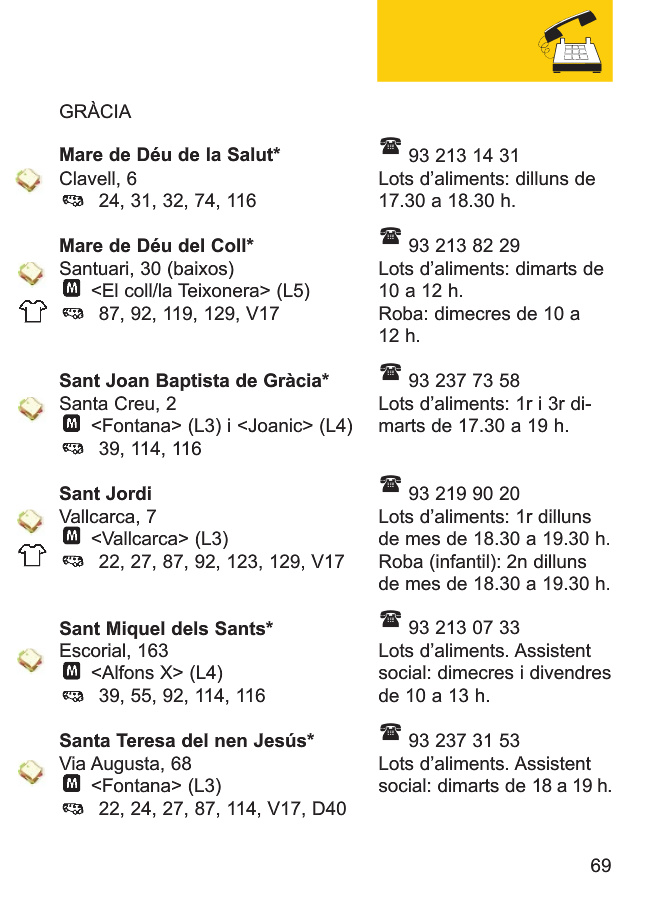 GRÀCIA
Mare de Déu de la Salut*
Clavell, 6
24, 31, 32, 74, 116
93 213 14 31
Lots d’aliments: dilluns de
17.30 a 18.30 h.
Mare de Déu del Coll*
Santuari, 30 (baixos)
M <El coll/la Teixonera> (L5)
87, 92, 119, 129, V17
93 213 82 29
Lots d’aliments: dimarts de
10 a 12 h.
Roba: dimecres de 10 a
12 h.
Sant Joan Baptista de Gràcia*
Santa Creu, 2
M <Fontana> (L3) i <Joanic> (L4)
39, 114, 116
93 237 73 58
Lots d’aliments: 1r i 3r di-
marts de 17.30 a 19 h.
Sant Jordi
Vallcarca, 7
M <Vallcarca> (L3)
22, 27, 87, 92, 123, 129, V17
93 219 90 20
Lots d’aliments: 1r dilluns
de mes de 18.30 a 19.30 h.
Roba (infantil): 2n dilluns
de mes de 18.30 a 19.30 h.
Sant Miquel dels Sants*
Escorial, 163
M <Alfons X> (L4)
39, 55, 92, 114, 116
93 213 07 33
Lots d’aliments. Assistent
social: dimecres i divendres
de 10 a 13 h.
Santa Teresa del nen Jesús*
Via Augusta, 68
M <Fontana> (L3)
22, 24, 27, 87, 114, V17, D40
93 237 31 53
Lots d’aliments. Assistent
social: dimarts de 18 a 19 h.
69